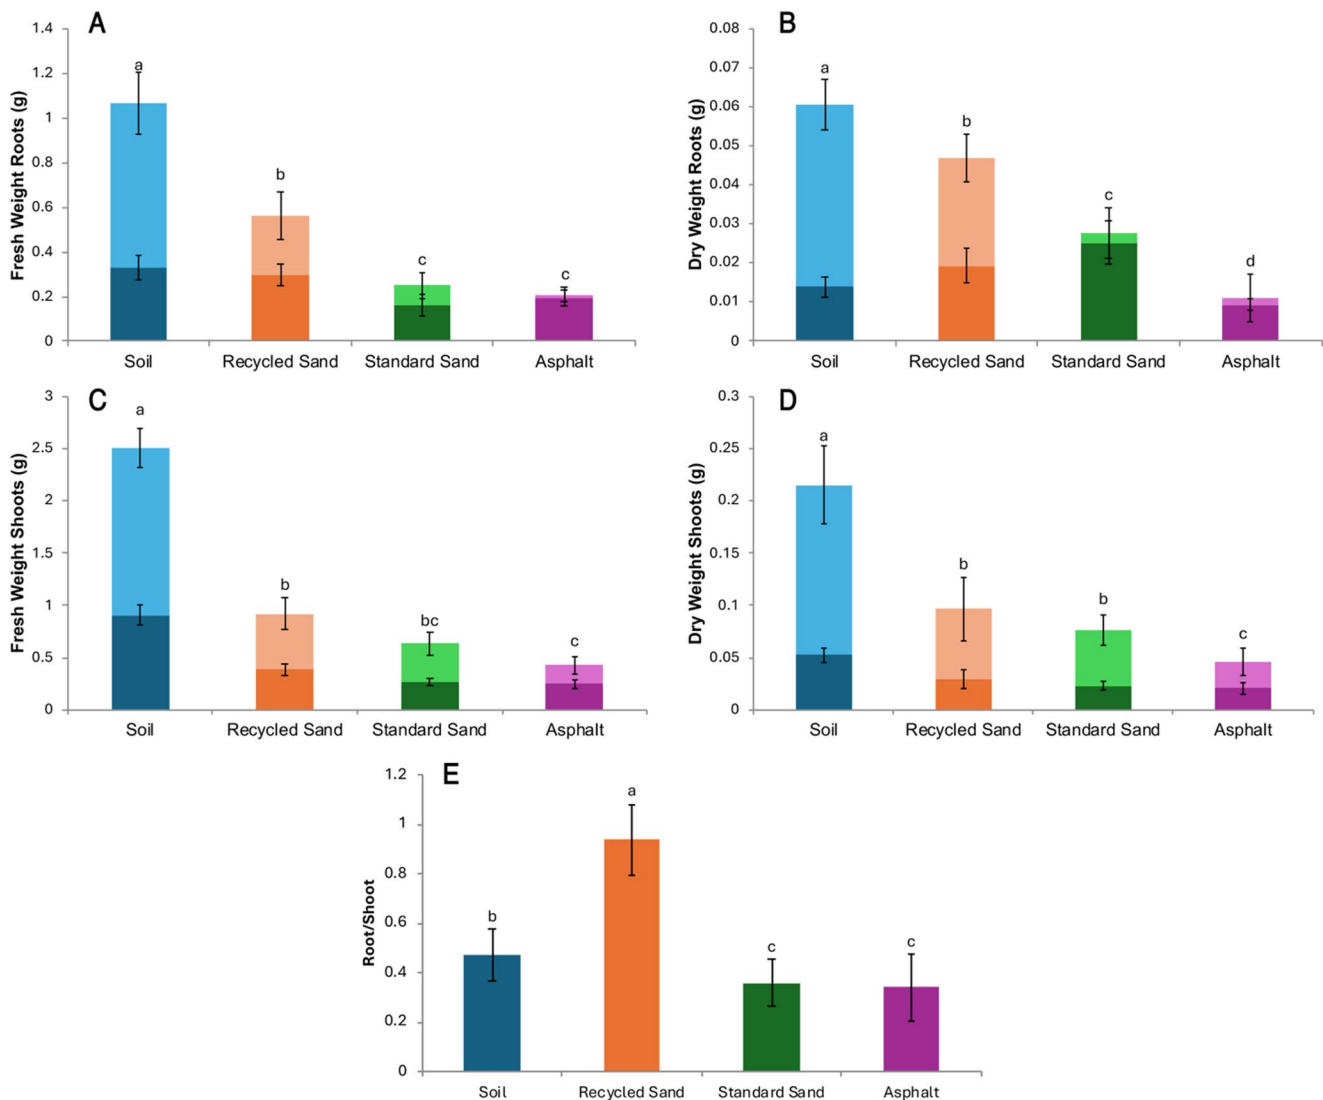 A
Fresh Weight Roots (g)
1.4
1.2
1
0.8
0.6
0.4
0.2
0
a
b
c
c
Soil
Recycled Sand
Standard Sand
Asphalt
B
Dry Weight Roots (g)
0.08
0.07
0.06
0.05
0.04
0.03
0.02
0.01
0
a
b
c
d
Soil
Recycled Sand
Standard Sand
Asphalt
C
Fresh Weight Shoots (g)
3
2.5
2
1.5
1
0.5
0
a
b
bc
c
Soil
Recycled Sand
Standard Sand
Asphalt
D
Dry Weight Shoots (g)
0.3
0.25
0.2
0.15
0.1
0.05
0
a
b
b
c
Soil
Recycled Sand
Standard Sand
Asphalt
E
Root/Shoot
1.2
1
0.8
0.6
0.4
0.2
0
b
a
c
c
Soil
Recycled Sand
Standard Sand
Asphalt